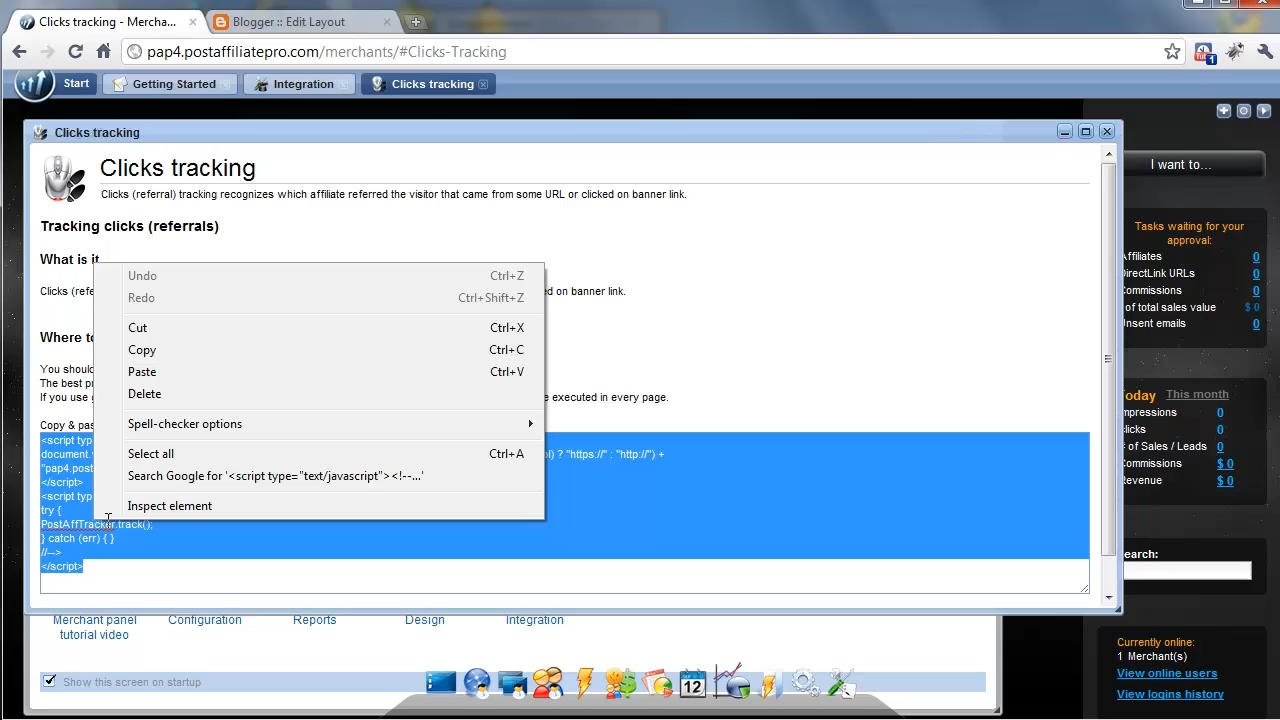 Clicks tracking - Mercha...
Blogger :: Edit Layout
pap4.postaffiliatepro.com/merchants/#Clicks-Tracking
1
Start
Getting Started
Integration
Clicks tracking
Clicks tracking
Clicks tracking
Clicks (referral) tracking recognizes which affiliate referred the visitor that came from some URL or clicked on banner link.
Tracking clicks (referrals)
What is it
Clicks (refe
d on banner link.
Where to
You should
The best pr
If you use g
e executed in every page.
Copy & pas
<script typ
document.
ol) ? "https://" : "http://") +
"pap4.post
</script>
<script typ
try {
PostAffTracker.track();
} catch (err) { }
//-->
</script>
Undo Ctrl+Z
Redo Ctrl+Shift+Z
Cut Ctrl+X
Copy Ctrl+C
Paste Ctrl+V
Delete
Spell-checker options
Select all Ctrl+A
Search Google for '<script type="text/javascript"><!--...'
Inspect element
Merchant panel
tutorial video
Configuration
Reports
Design
Integration
Show this screen on startup
12
I want to...
Tasks waiting for your
approval:
Affiliates 0
DirectLink URLs 0
Commissions 0
of total sales value $ 0
Unsent emails 0
Today This month
mpressions 0
licks 0
# of Sales / Leads 0
Commissions $ 0
Revenue $ 0
earch:
Currently online:
1 Merchant(s)
View online users
View logins history